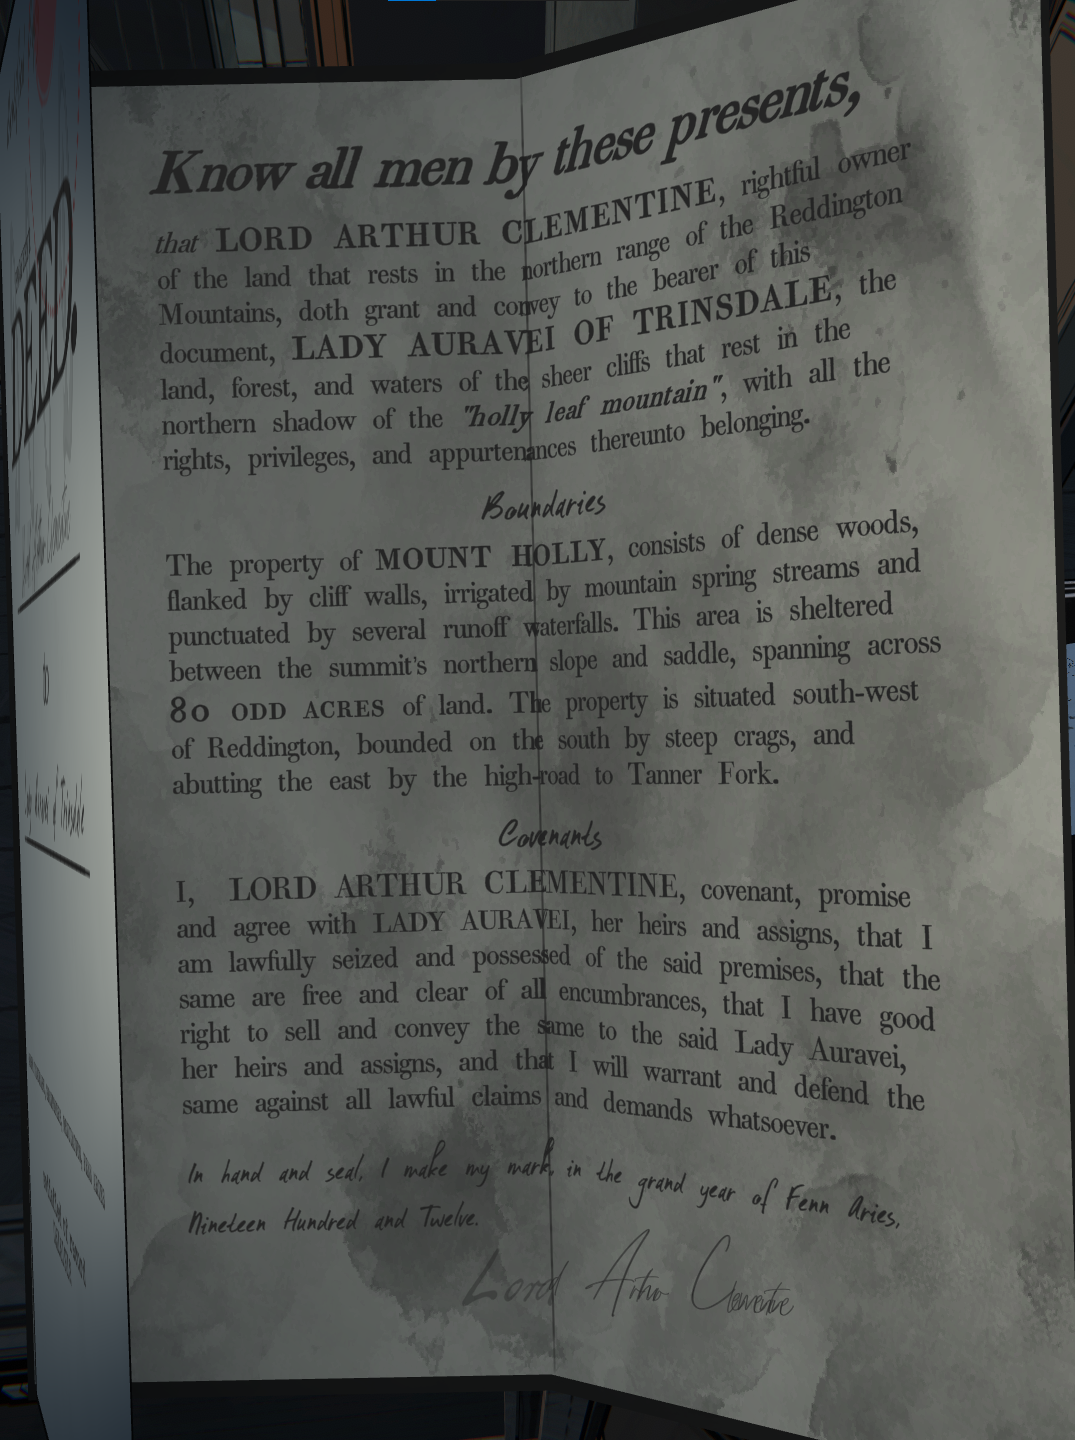 Know all men by these presents,
that LORD ARTHUR CLEMENTINE, rightful owner
of the land that rests in the northern range of the Reddington
Mountains, doth grant and convey to the bearer of this
document, LADY AURAVEI OF TRINSDALE, the
land, forest, and waters of the sheer cliffs that rest in the
northern shadow of the "holly leaf mountain", with all the
rights, privileges, and appurtenances thereunto belonging.
Boundaries
The property of MOUNT HOLLY, consists of dense woods,
flanked by cliff walls, irrigated by mountain spring streams and
punctuated by several runoff waterfalls. This area is sheltered
between the summit's northern slope and saddle, spanning across
80 ODD ACRES of land. The property is situated south-west
of Reddington, bounded on the south by steep crags, and
abutting the east by the high-road to Tanner Fork.
Covenants
I, LORD ARTHUR CLEMENTINE, covenant, promise
and agree with LADY AURAVEI, her heirs and assigns, that I
am lawfully seized and possessed of the said premises, that the
same are free and clear of all encumbrances, that I have good
right to sell and convey the same to the said Lady Auravei,
her heirs and assigns, and that I will warrant and defend the
same against all lawful claims and demands whatsoever.
In hand and seal, I make my mark, in the grand year of Fenn Aries,
Nineteen Hundred and Twelve.
Lord Arthur Clementine
DEED.
to